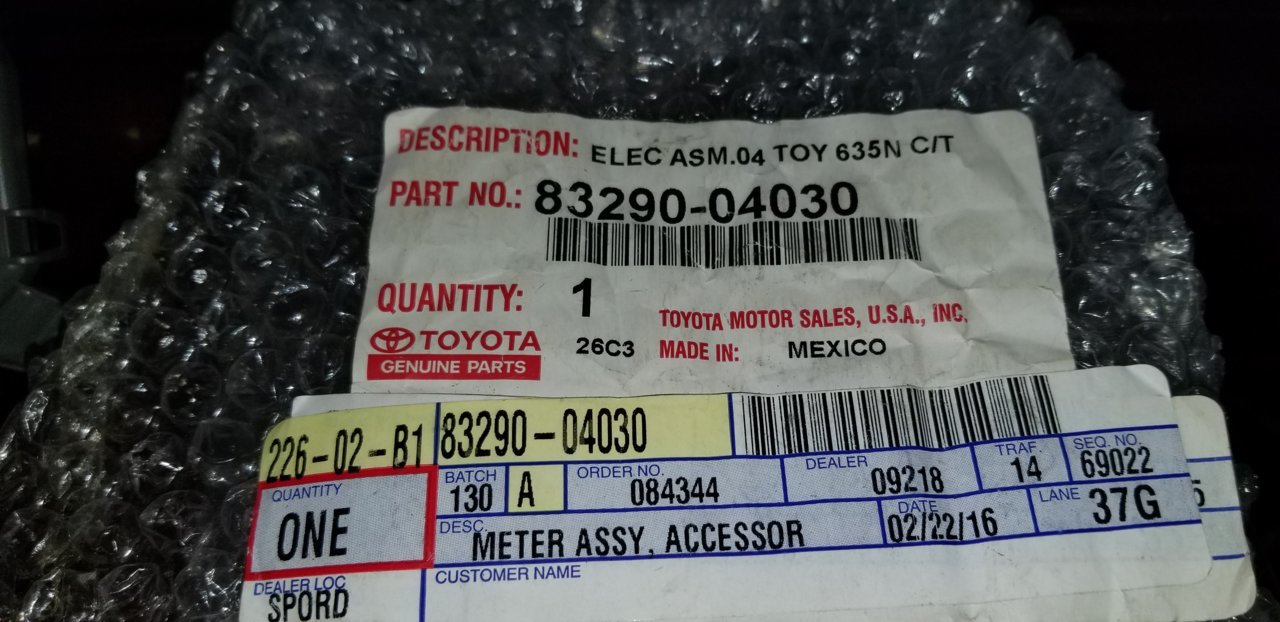 DESCRIPTION: ELEC ASM.04 TOY 635N C/T
PART NO.: 83290-04030
QUANTITY: 1
TOYOTA MOTOR SALES, U.S.A., INC.
TOYOTA
GENUINE PARTS
26C3 MADE IN: MEXICO
226-02-B1 83290-04030
QUANTITY
ONE
BATCH
130
A
ORDER NO.
084344
DEALER
09218
TRAF.
14
SEQ. NO.
69022
DESC.
METER ASSY, ACCESSOR
DATE
02/22/16
LANE
37G
DEALER LOC
SPORD
CUSTOMER NAME
5